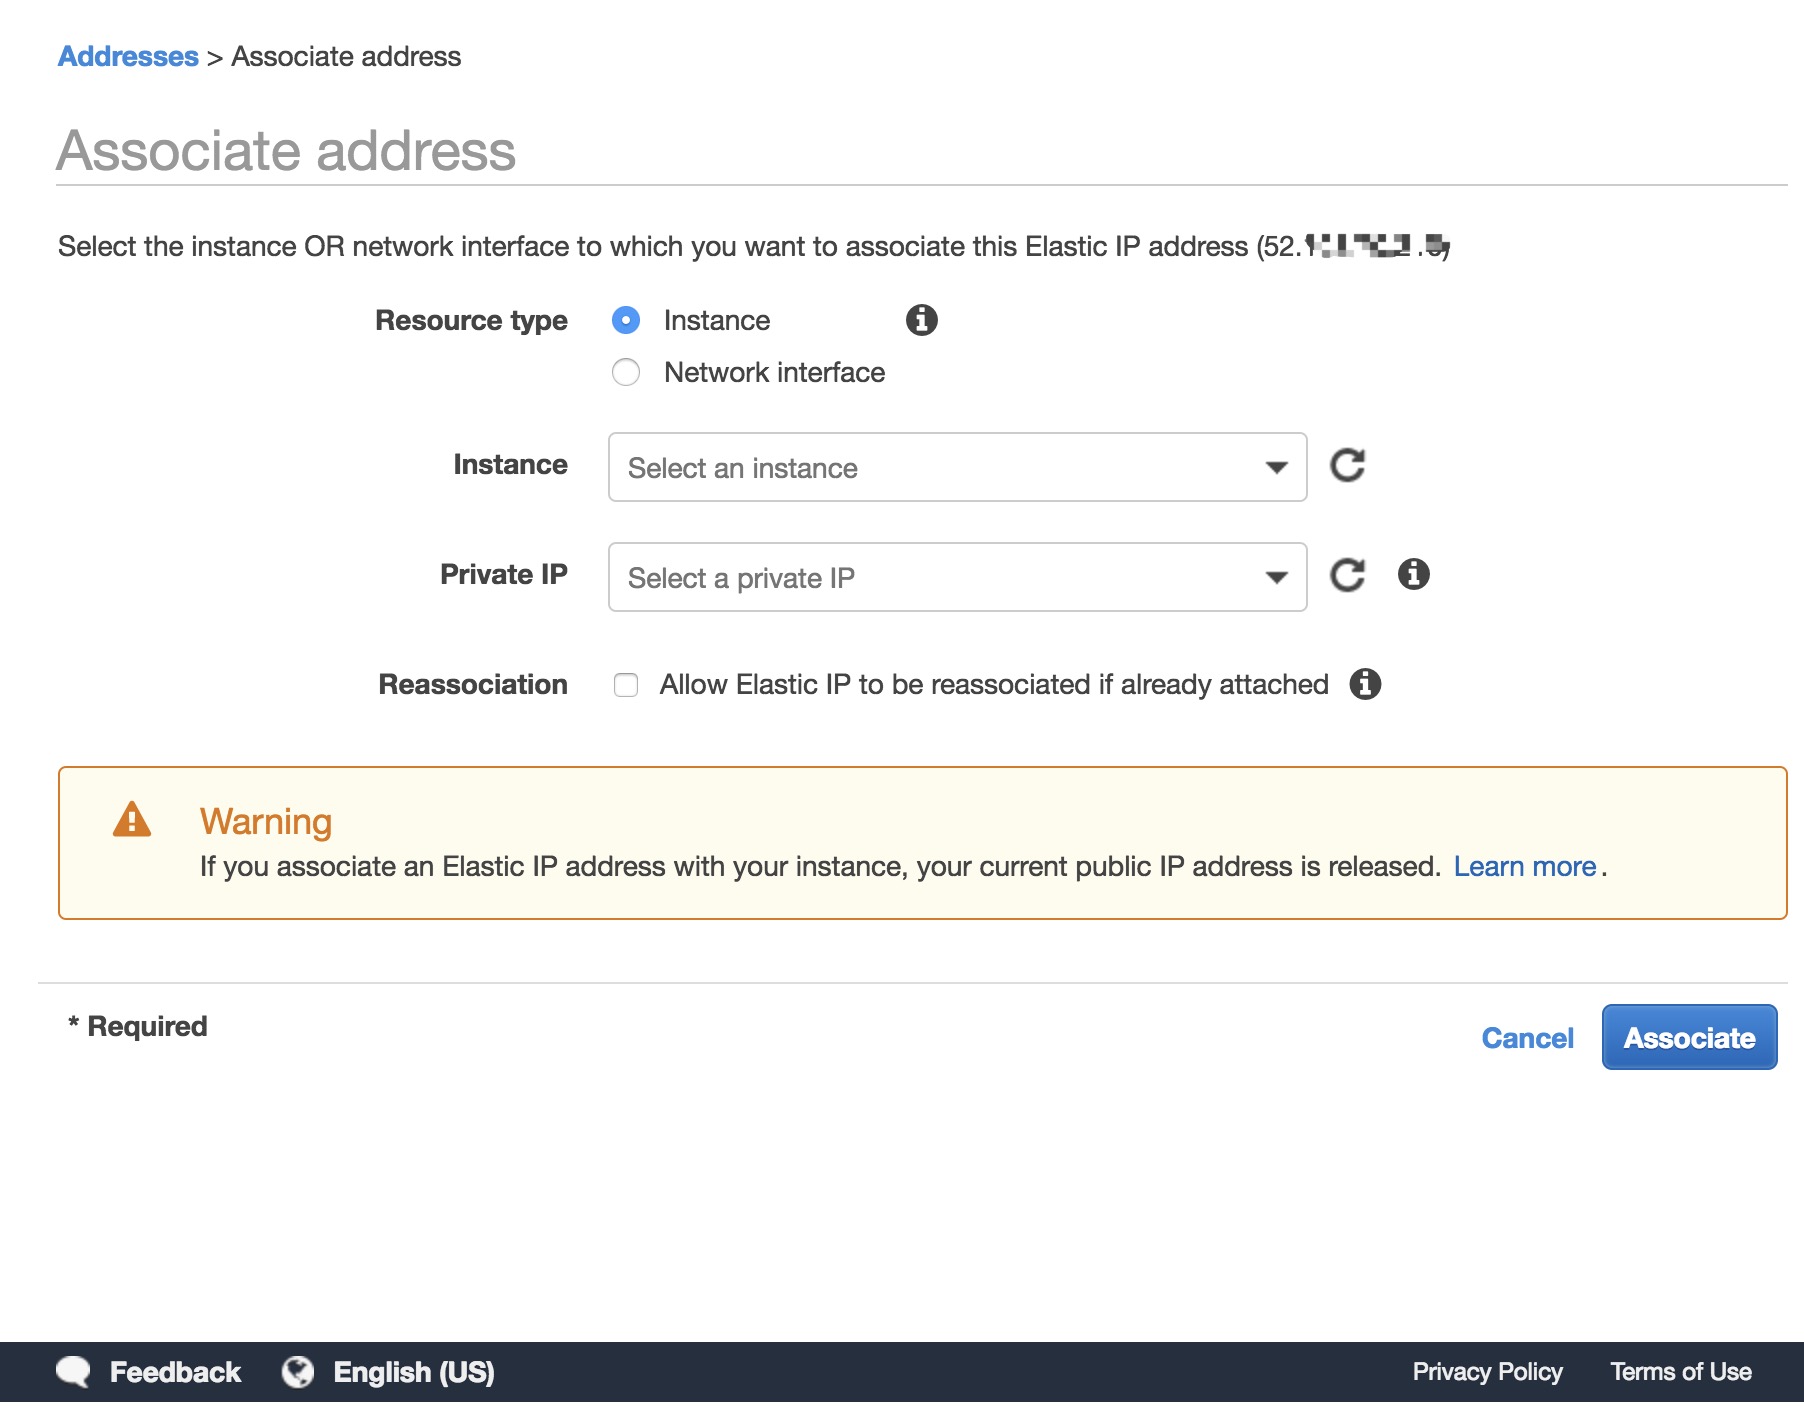 Addresses > Associate address
Associate address
Select the instance OR network interface to which you want to associate this Elastic IP address (52.
Resource type Instance
Network interface
Instance Select an instance
Private IP Select a private IP
Reassociation Allow Elastic IP to be reassociated if already attached
Warning
If you associate an Elastic IP address with your instance, your current public IP address is released. Learn more.
* Required
Cancel Associate
Feedback English (US) Privacy Policy Terms of Use